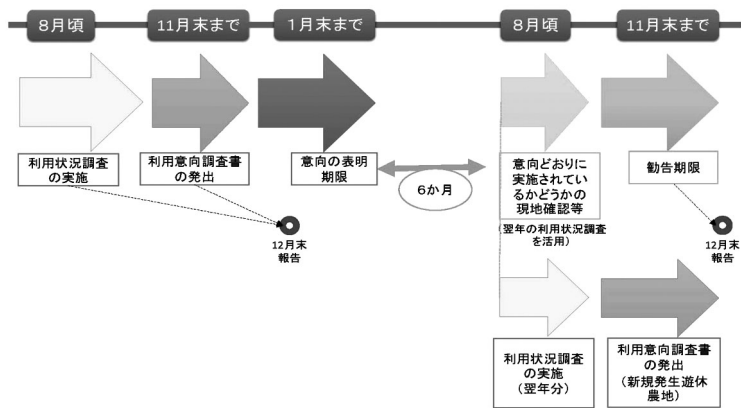 8月頃
11月末まで
1月末まで
8月頃
11月末まで
利用状況調査
の実施
利用意向調査書
の発出
意向の表明
期限
6か月
意向どおりに
実施されてい
るかどうかの
現地確認等
(翌年の利用状況調査
を活用)
勧告期限
12月末
報告
12月末
報告
利用状況調査
の実施
(翌年分)
利用意向調査書
の発出
(新規発生遊休
農地)